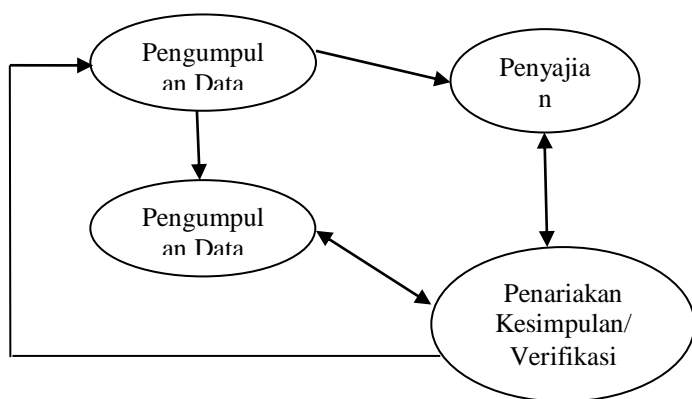 Pengumpul
an Data
Penyajia
n
Pengumpul
an Data
Penariakan
Kesimpulan/
Verifikasi